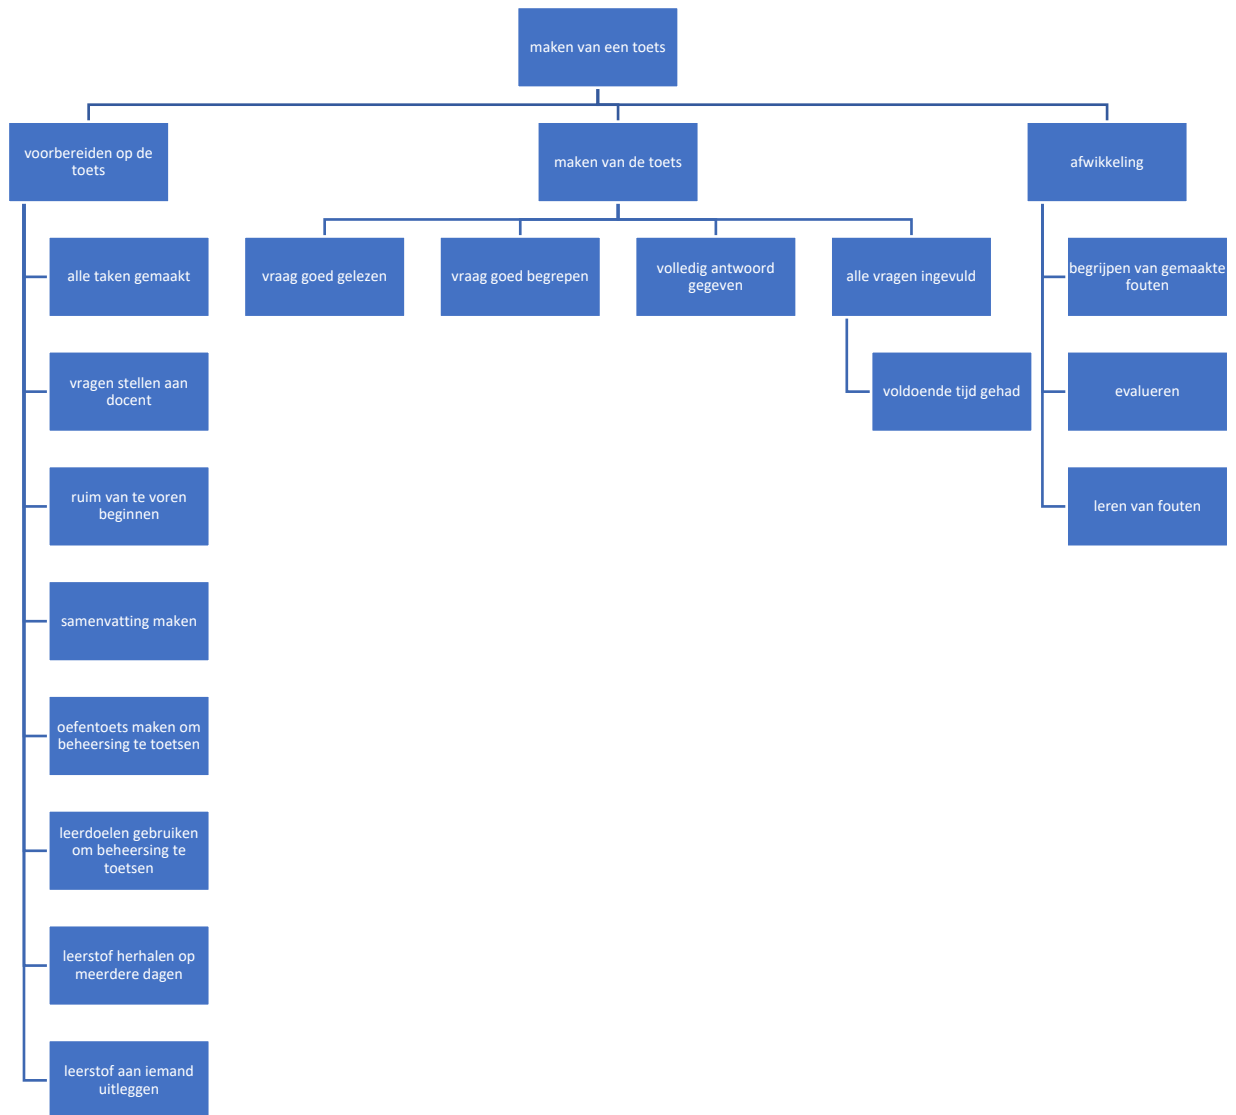 maken van een toets
voorbereiden op de
toets
maken van de toets
afwikkeling
alle taken gemaakt
vraag goed gelezen
vraag goed begrepen
volledig antwoord
gegeven
alle vragen ingevuld
begrijpen van gemaakte
fouten
vragen stellen aan
docent
voldoende tijd gehad
evalueren
ruim van te voren
beginnen
leren van fouten
samenvatting maken
oefentoets maken om
beheersing te toetsen
leerdoelen gebruiken
om beheersing te
toetsen
leerstof herhalen op
meerdere dagen
leerstof aan iemand
uitleggen